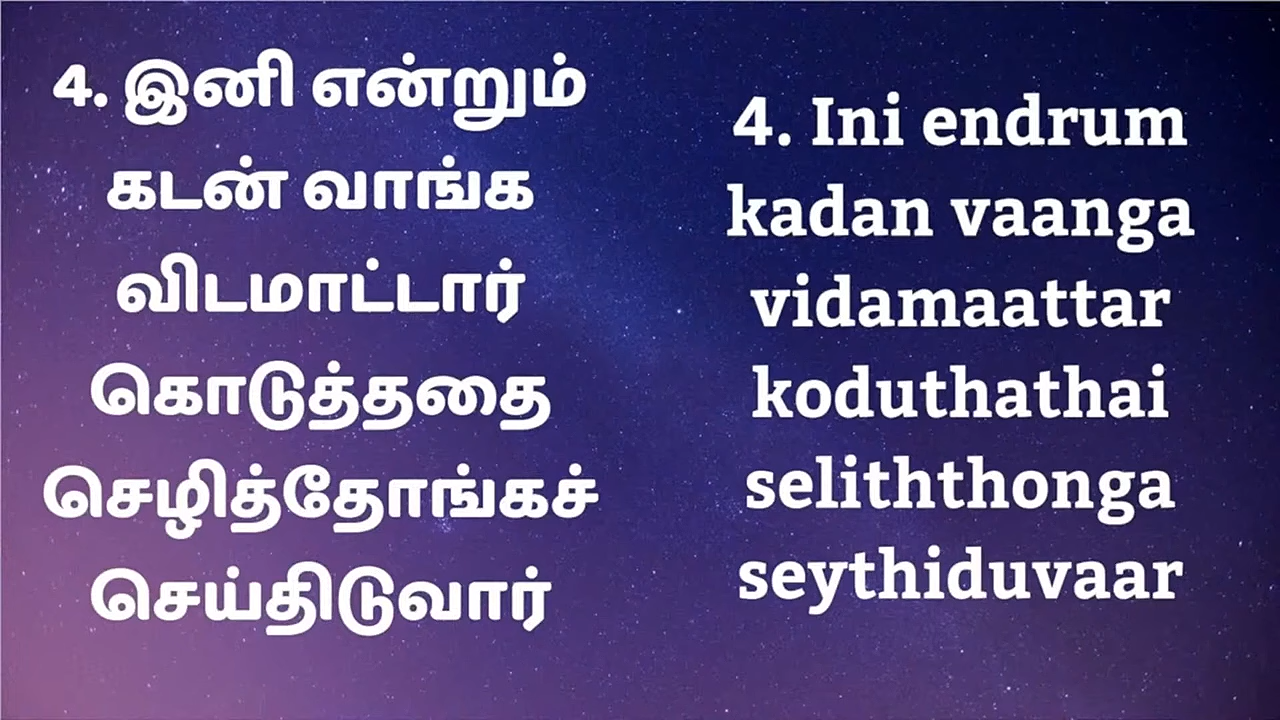 4. இனி என்றும்
கடன் வாங்க
விடமாட்டார்
கொடுத்ததை
செழித்தோங்கச்
செய்திடுவார்
4. Ini endrum
kadan vaanga
vidamaattar
koduthathai
seliththonga
seythiduvaar